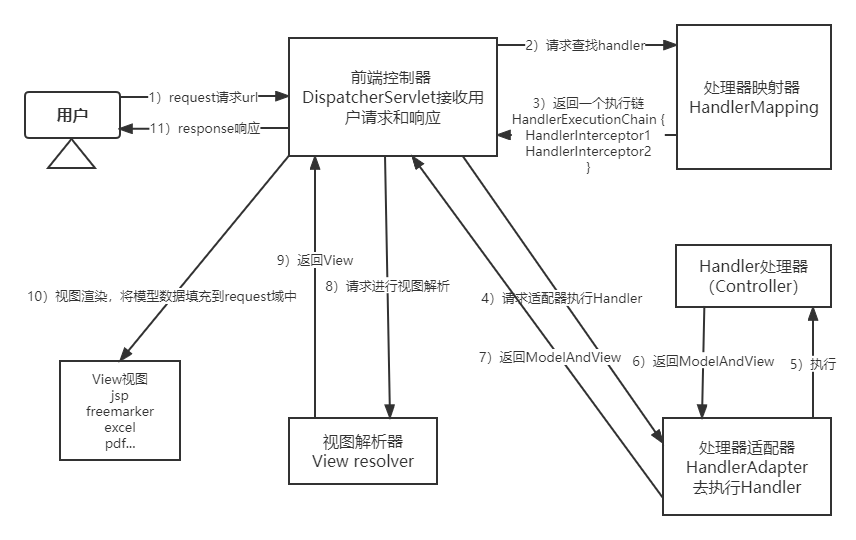 用户
1）request请求url
11）response响应
前端控制器
DispatcherServlet接收用
户请求和响应
2）请求查找handler
处理器映射器
HandlerMapping
3）返回一个执行链
HandlerExecutionChain {
HandlerInterceptor1
HandlerInterceptor2
}
9）返回View
8）请求进行视图解析
10）视图渲染，将模型数据填充到request域中
4）请求适配器执行Handler
7）返回ModelAndView
Handler处理器
（Controller）
6）返回ModelAndView
5）执行
View视图
jsp
freemarker
excel
pdf...
视图解析器
View resolver
处理器适配器
HandlerAdapter
去执行Handler